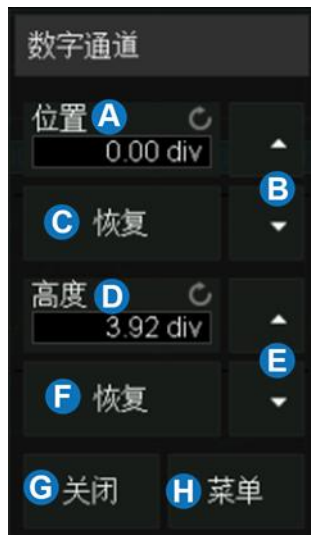 数字通道
位置 A
0.00 div
B
C 恢复
高度 D
3.92 div
E
F 恢复
G 关闭
H 菜单